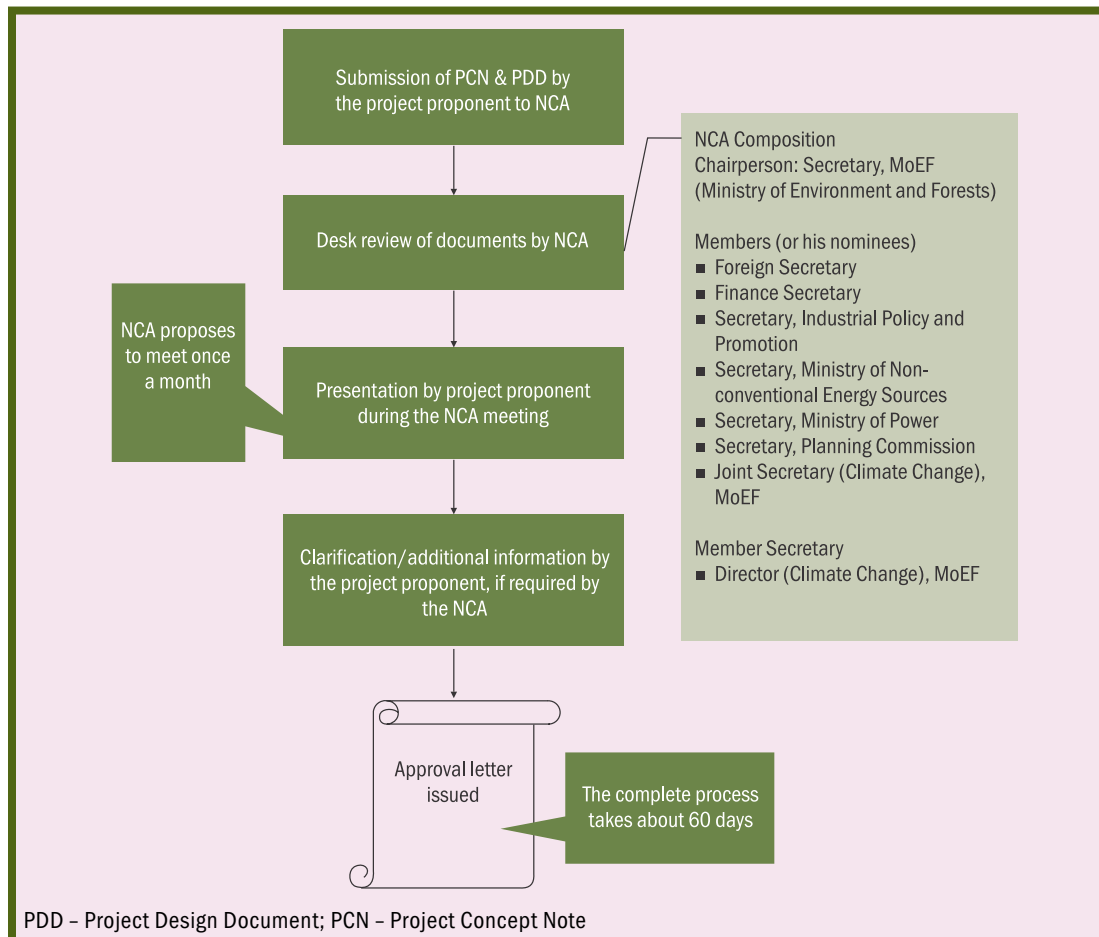 Submission of PCN & PDD by
the project proponent to NCA
Desk review of documents by NCA
NCA proposes
to meet once
a month
Presentation by project proponent
during the NCA meeting
Clarification/additional information by
the project proponent, if required by
the NCA
Approval letter
issued
The complete process
takes about 60 days
NCA Composition
Chairperson: Secretary, MoEF
(Ministry of Environment and Forests)
Members (or his nominees)
■ Foreign Secretary
■ Finance Secretary
■ Secretary, Industrial Policy and
Promotion
■ Secretary, Ministry of Non-
conventional Energy Sources
■ Secretary, Ministry of Power
■ Secretary, Planning Commission
■ Joint Secretary (Climate Change),
MoEF
Member Secretary
■ Director (Climate Change), MoEF
PDD – Project Design Document; PCN – Project Concept Note